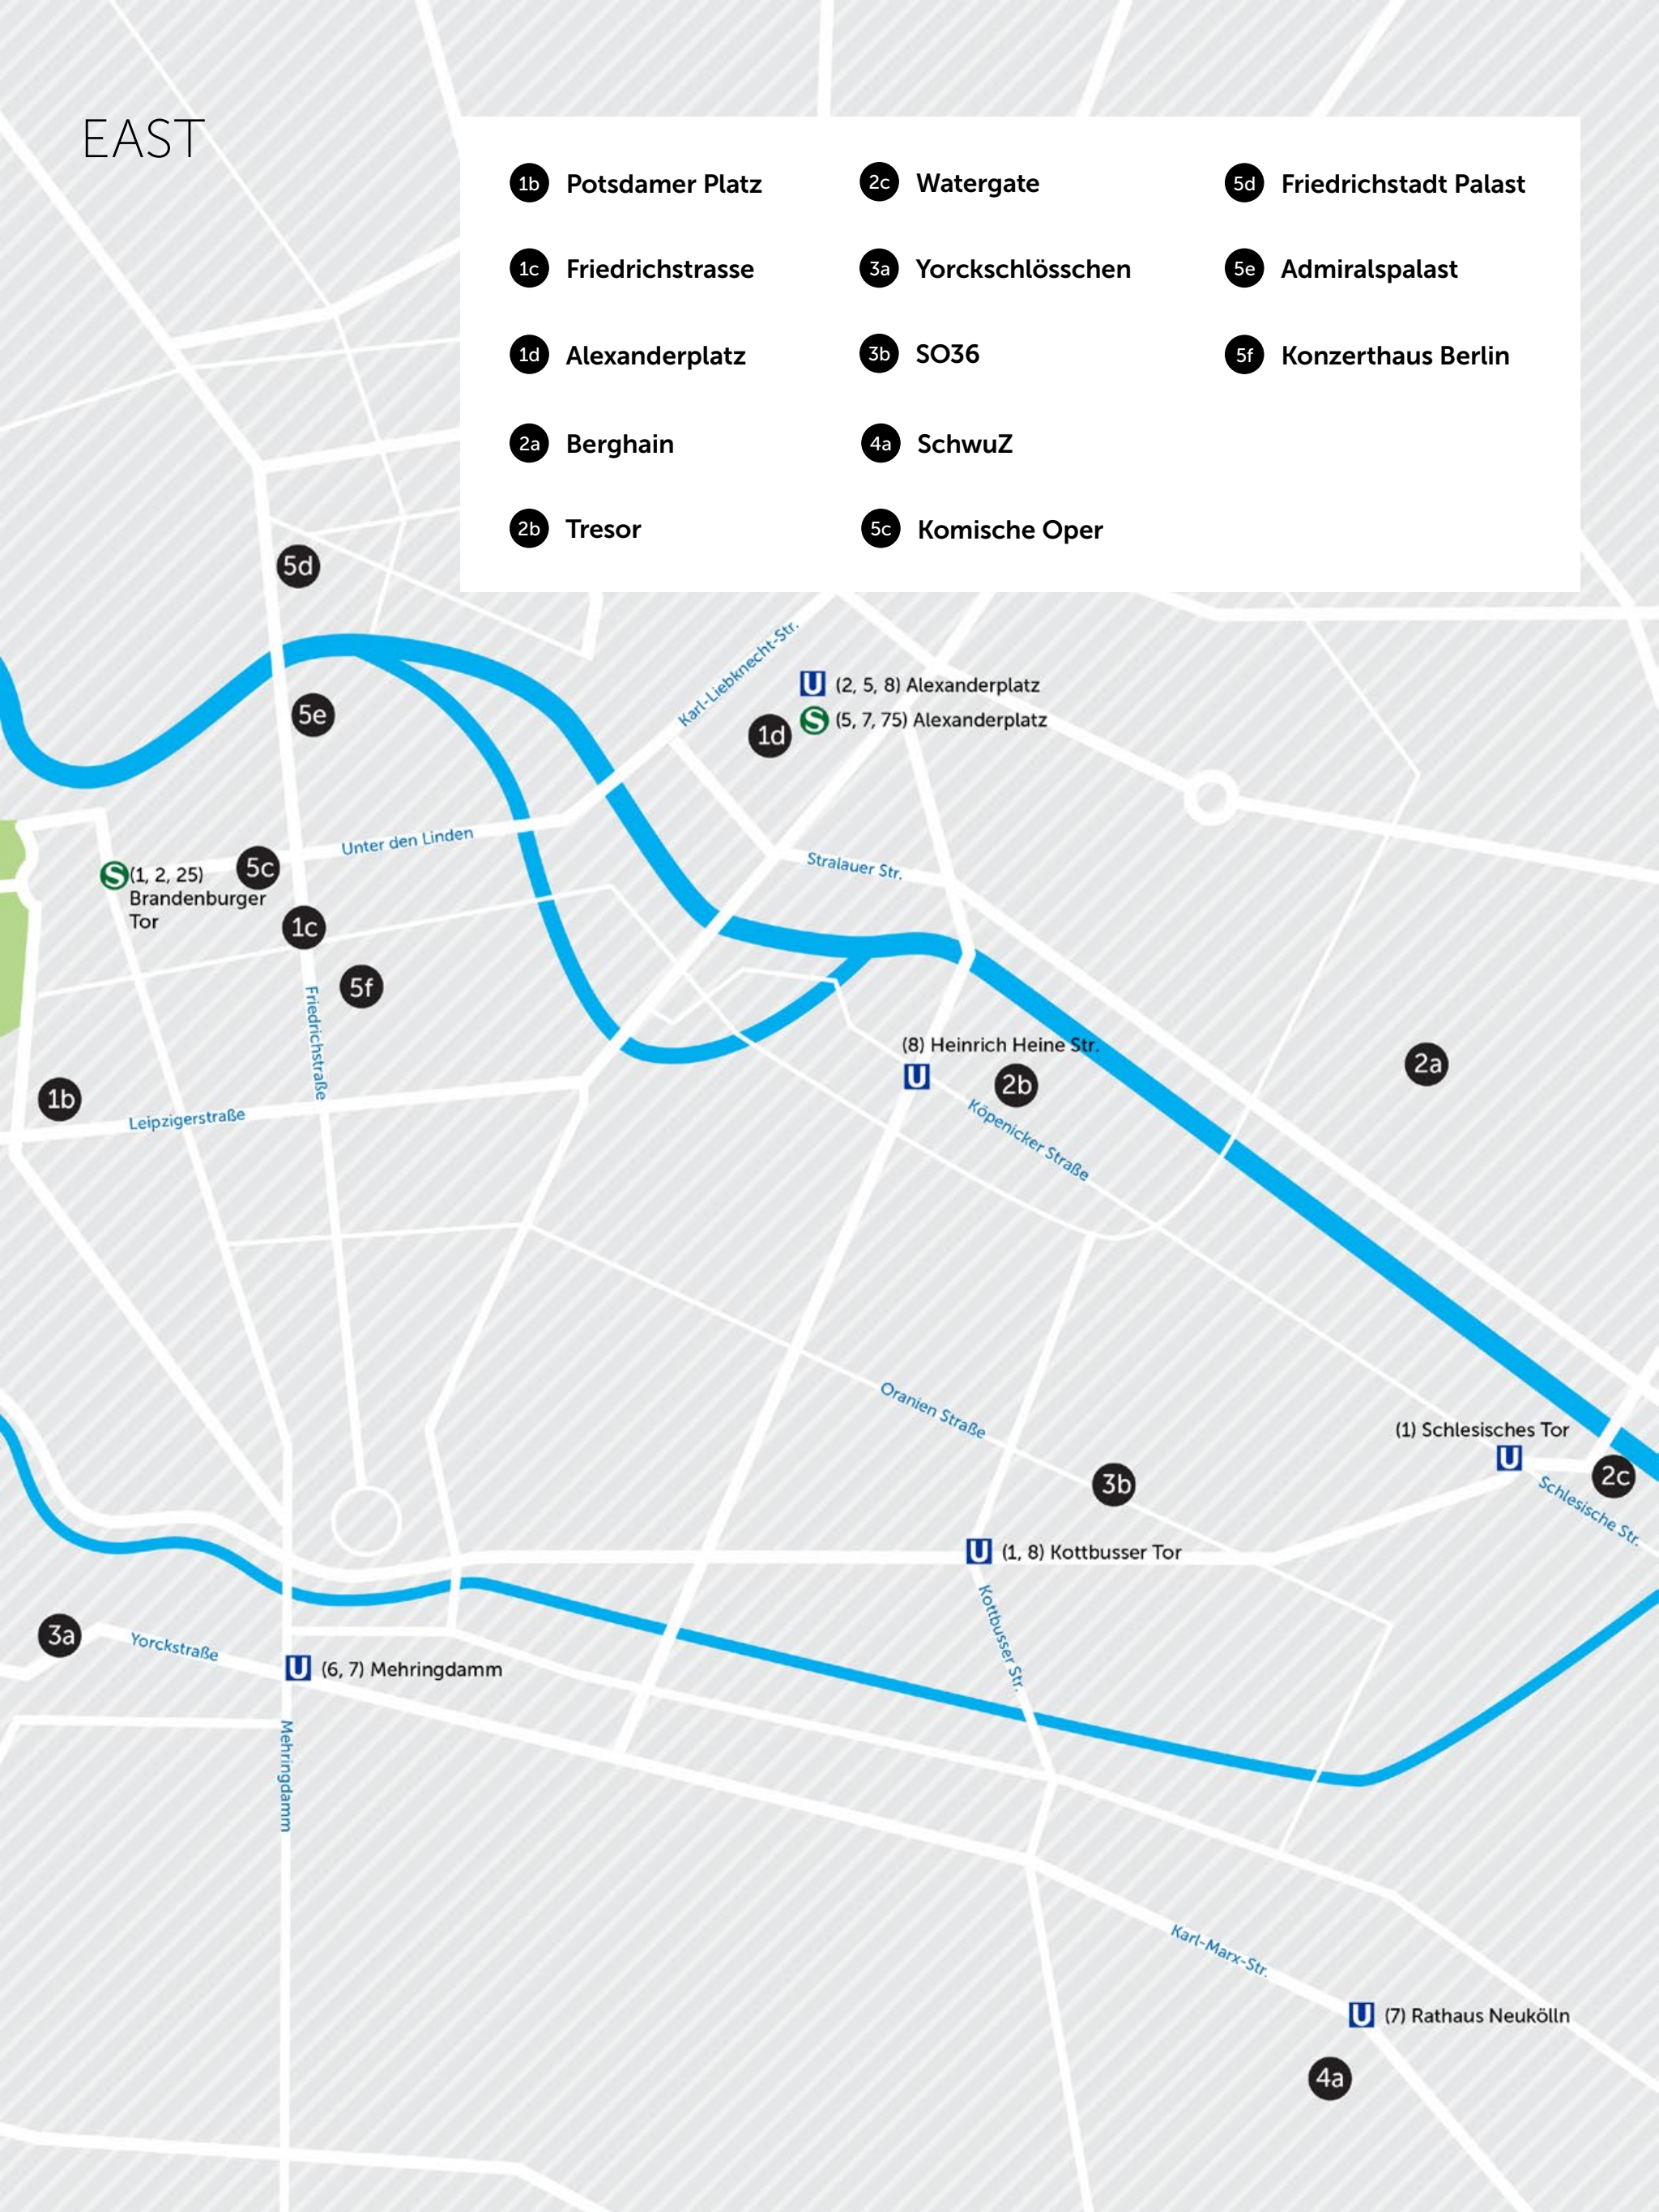 EAST
1b Potsdamer Platz
1c Friedrichstrasse
1d Alexanderplatz
2a Berghain
2b Tresor
2c Watergate
3a Yorckschlösschen
3b SO36
4a SchwuZ
5c Komische Oper
5d Friedrichstadt Palast
5e Admiralspalast
5f Konzerthaus Berlin
5d
Karl-Liebknecht-Str.
U (2, 5, 8) Alexanderplatz
S (5, 7, 75) Alexanderplatz
5e
1d
Unter den Linden
Stralauer Str.
S (1, 2, 25)
Brandenburger
Tor
5c
1c
5f
Friedrichstraße
(8) Heinrich Heine Str.
U
2b
2a
1b
Leipzigerstraße
Köpenicker Straße
Oranien Straße
(1) Schlesisches Tor
U
2c
Schlesische Str.
3b
U (1, 8) Kottbusser Tor
Kottbusser Str.
3a
Yorckstraße
U (6, 7) Mehringdamm
Mehringdamm
Karl-Marx-Str.
U (7) Rathaus Neukölln
4a